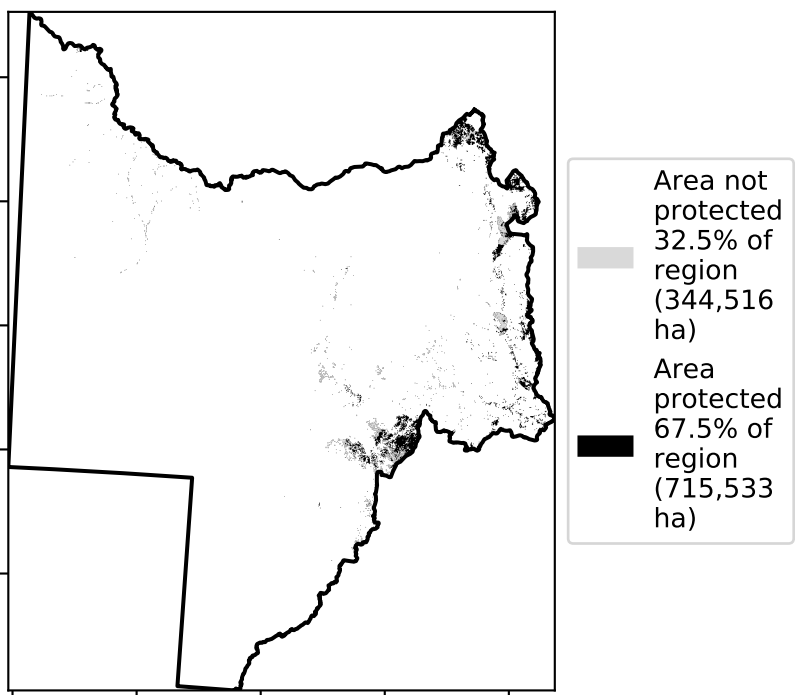 Area not
protected
32.5% of
region
(344,516
ha)
Area
protected
67.5% of
region
(715,533
ha)